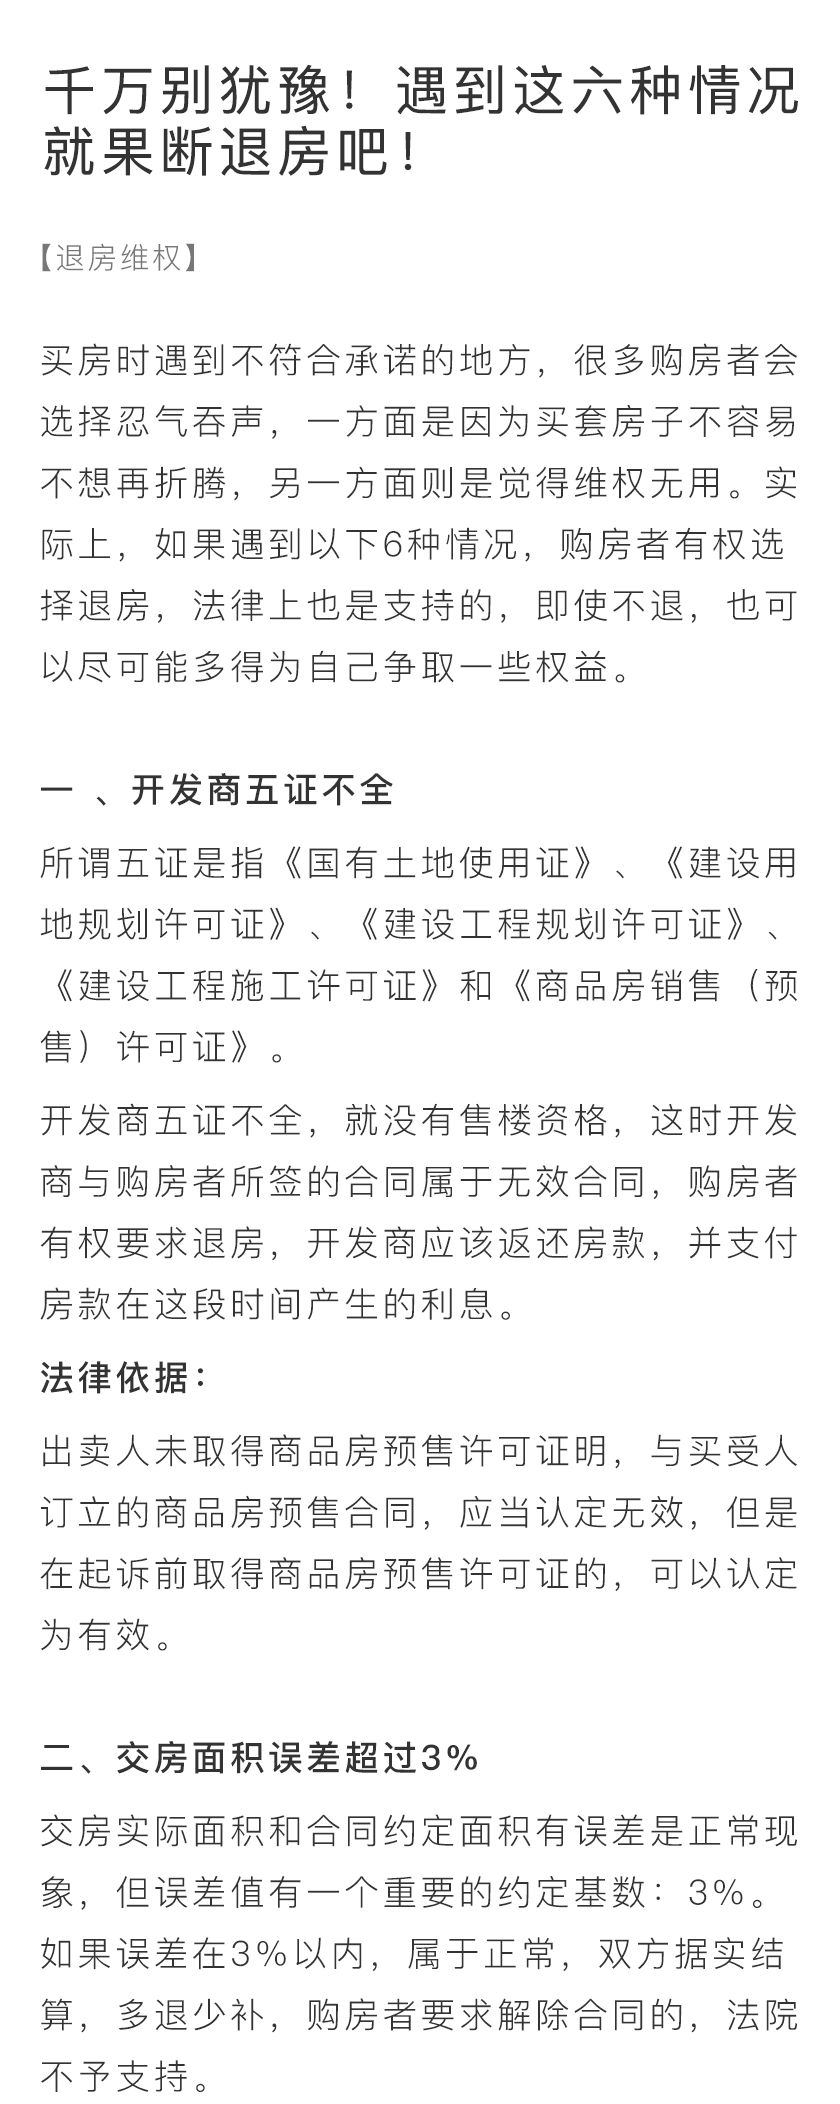 千万别犹豫！遇到这六种情况
就果断退房吧！
【退房维权】
买房时遇到不符合承诺的地方，很多购房者会
选择忍气吞声，一方面是因为买套房子不容易
不想再折腾，另一方面则是觉得维权无用。实
际上，如果遇到以下6种情况，购房者有权选
择退房，法律上也是支持的，即使不退，也可
以尽可能多得为自己争取一些权益。
一 、开发商五证不全
所谓五证是指《国有土地使用证》、《建设用
地规划许可证》、《建设工程规划许可证》、
《建设工程施工许可证》和《商品房销售（预
售）许可证》。
开发商五证不全，就没有售楼资格，这时开发
商与购房者所签的合同属于无效合同，购房者
有权要求退房，开发商应该返还房款，并支付
房款在这段时间产生的利息。
法律依据：
出卖人未取得商品房预售许可证明，与买受人
订立的商品房预售合同，应当认定无效，但是
在起诉前取得商品房预售许可证的，可以认定
为有效。
二、交房面积误差超过3%
交房实际面积和合同约定面积有误差是正常现
象，但误差值有一个重要的约定基数：3%。
如果误差在3%以内，属于正常，双方据实结
算，多退少补，购房者要求解除合同的，法院
不予支持。